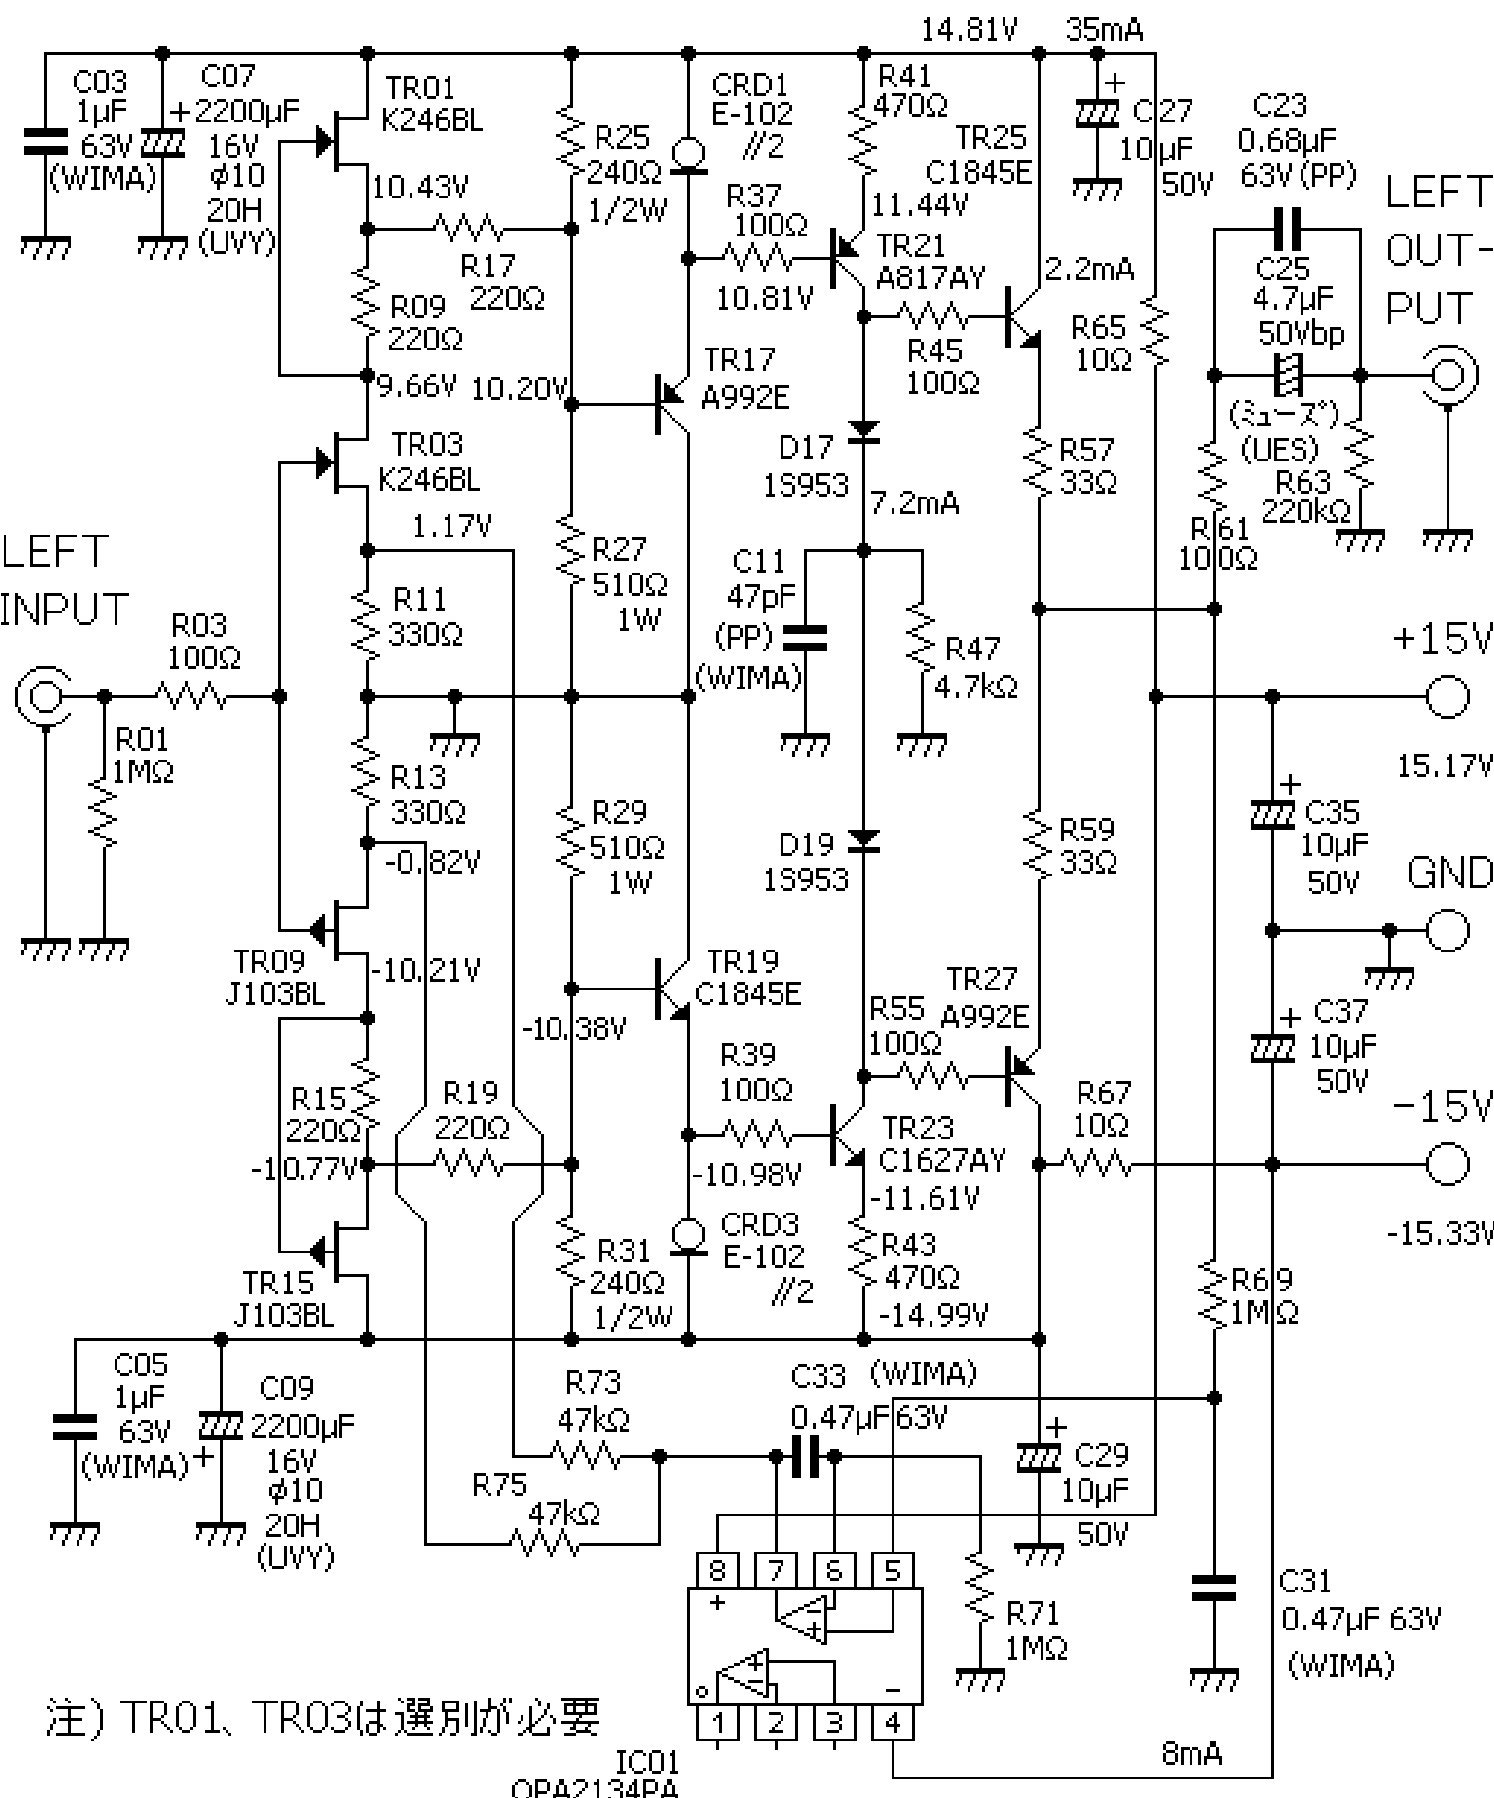 14.81V 35mA
C03
1µF
63V
(WIMA)
C07
2200µF
16V
φ10
20H
(UVY)
+
TR01
K246BL
10.43V
R25
240Ω
1/2W
CRD1
E-102
//2
R41
470Ω
TR25
C1845E
+
C27
10µF
50V
C23
0.68µF
63V(PP)
LEFT
OUT-
PUT
R17
220Ω
R37
100Ω
10.81V
11.44V
TR21
A817AY
2.2mA
C25
4.7µF
50Vbp
(ミューズ)
(UES)
R09
220Ω
9.66V
10.20V
TR17
A992E
R45
100Ω
R65
10Ω
TR03
K246BL
1.17V
D17
1S953
7.2mA
R57
33Ω
R63
220kΩ
R61
100Ω
LEFT
INPUT
R03
100Ω
R01
1MΩ
R11
330Ω
R27
510Ω
1W
C11
47pF
(PP)
(WIMA)
R47
4.7kΩ
+15V
15.17V
R13
330Ω
-0.82V
R29
510Ω
1W
D19
1S953
R59
33Ω
+
C35
10µF
50V
GND
TR09
J103BL
-10.21V
-10.38V
TR19
C1845E
TR27
A992E
R55
100Ω
+
C37
10µF
50V
R15
220Ω
-10.77V
R19
220Ω
R39
100Ω
-10.98V
TR23
C1627AY
-11.61V
R67
10Ω
-15V
-15.33V
TR15
J103BL
R31
240Ω
1/2W
CRD3
E-102
//2
R43
470Ω
-14.99V
R69
1MΩ
C05
1µF
63V
(WIMA)
C09
2200µF
16V
φ10
20H
(UVY)
+
R73
47kΩ
R75
47kΩ
C33 (WIMA)
0.47µF 63V
+
C29
10µF
50V
8 7 6 5
+
-
+
+
-
-
1 2 3 4
R71
1MΩ
C31
0.47µF 63V
(WIMA)
8mA
注) TR01、TR03は選別が必要
IC01
OPA2134PA